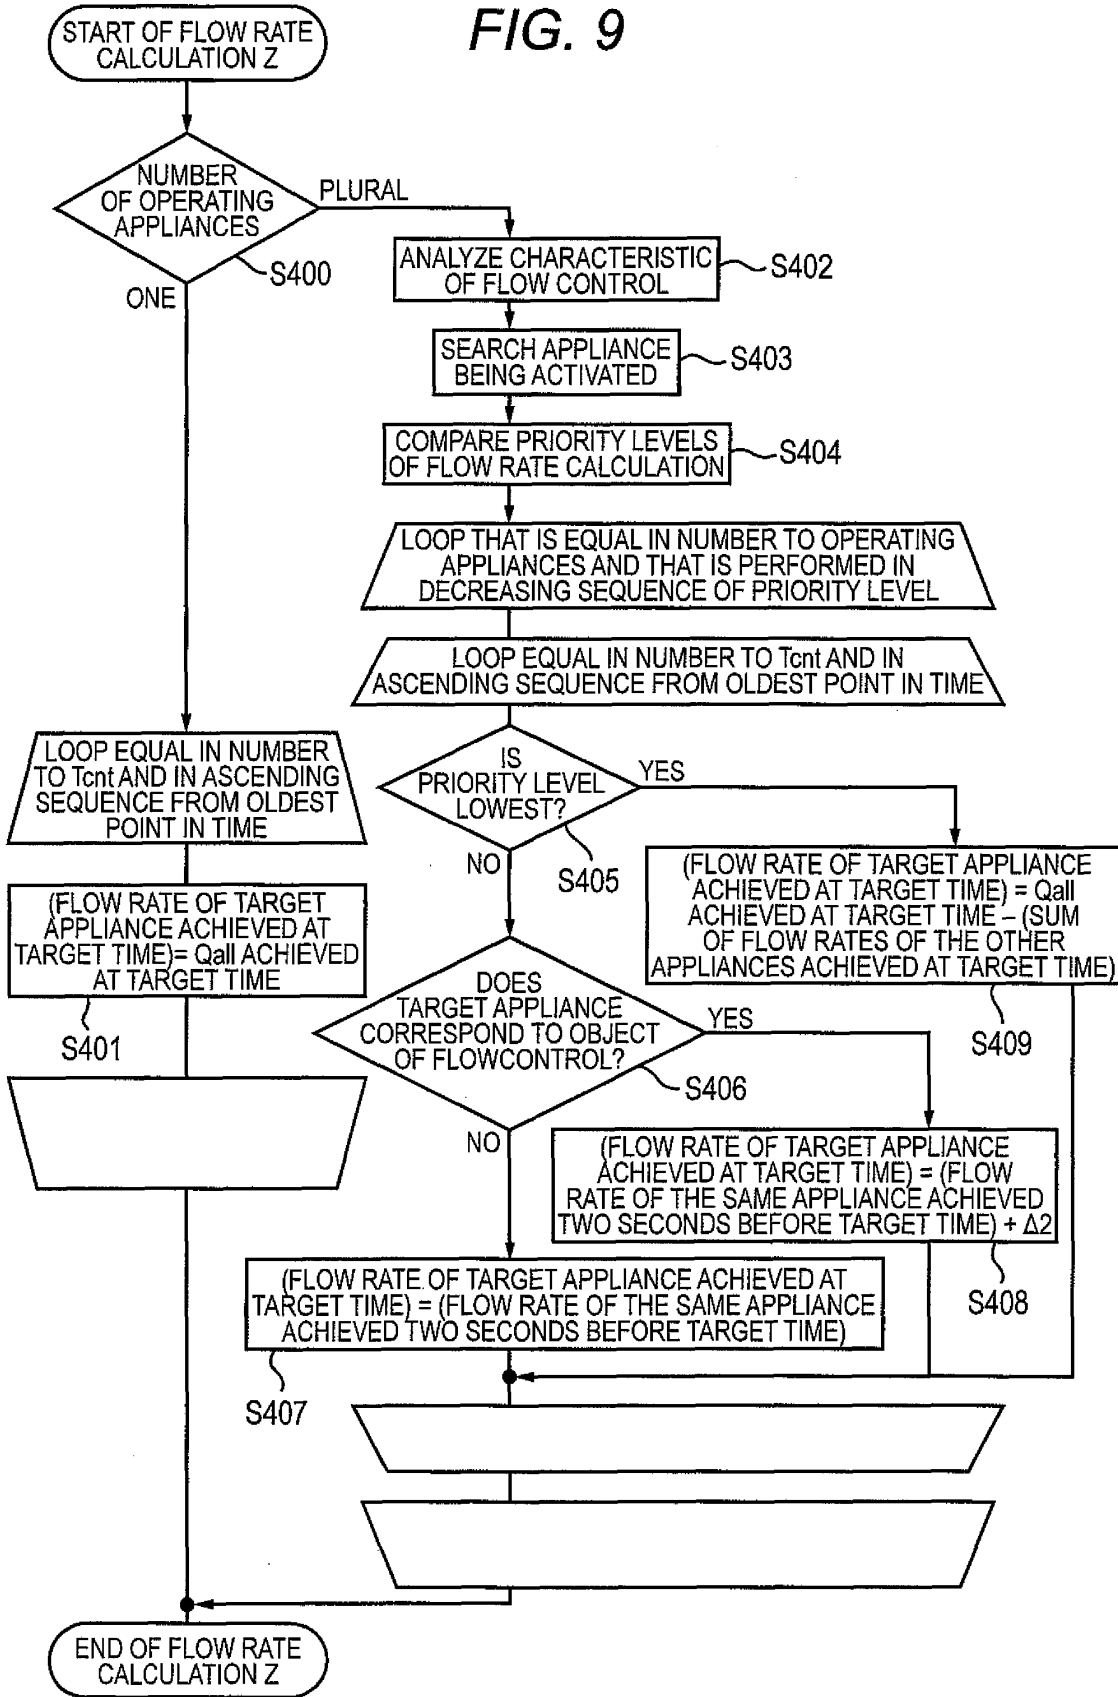 FIG. 9
START OF FLOW RATE
CALCULATION Z
NUMBER
OF OPERATING
APPLIANCES
PLURAL
S400
ONE
ANALYZE CHARACTERISTIC
OF FLOW CONTROL
S402
SEARCH APPLIANCE
BEING ACTIVATED
S403
COMPARE PRIORITY LEVELS
OF FLOW RATE CALCULATION
S404
LOOP THAT IS EQUAL IN NUMBER TO OPERATING
APPLIANCES AND THAT IS PERFORMED IN
DECREASING SEQUENCE OF PRIORITY LEVEL
LOOP EQUAL IN NUMBER TO Tcnt AND IN
ASCENDING SEQUENCE FROM OLDEST POINT IN TIME
LOOP EQUAL IN NUMBER
TO Tcnt AND IN ASCENDING
SEQUENCE FROM OLDEST
POINT IN TIME
IS
PRIORITY LEVEL
LOWEST?
YES
NO
S405
(FLOW RATE OF TARGET
APPLIANCE ACHIEVED AT
TARGET TIME)= Qall ACHIEVED
AT TARGET TIME
S401
(FLOW RATE OF TARGET APPLIANCE
ACHIEVED AT TARGET TIME) = Qall
ACHIEVED AT TARGET TIME – (SUM
OF FLOW RATES OF THE OTHER
APPLIANCES ACHIEVED AT TARGET TIME)
S409
DOES
TARGET APPLIANCE
CORRESPOND TO OBJECT
OF FLOWCONTROL?
YES
S406
NO
(FLOW RATE OF TARGET APPLIANCE
ACHIEVED AT TARGET TIME) = (FLOW
RATE OF THE SAME APPLIANCE ACHIEVED
TWO SECONDS BEFORE TARGET TIME) + Δ2
S408
(FLOW RATE OF TARGET APPLIANCE ACHIEVED AT
TARGET TIME) = (FLOW RATE OF THE SAME APPLIANCE
ACHIEVED TWO SECONDS BEFORE TARGET TIME)
S407
END OF FLOW RATE
CALCULATION Z